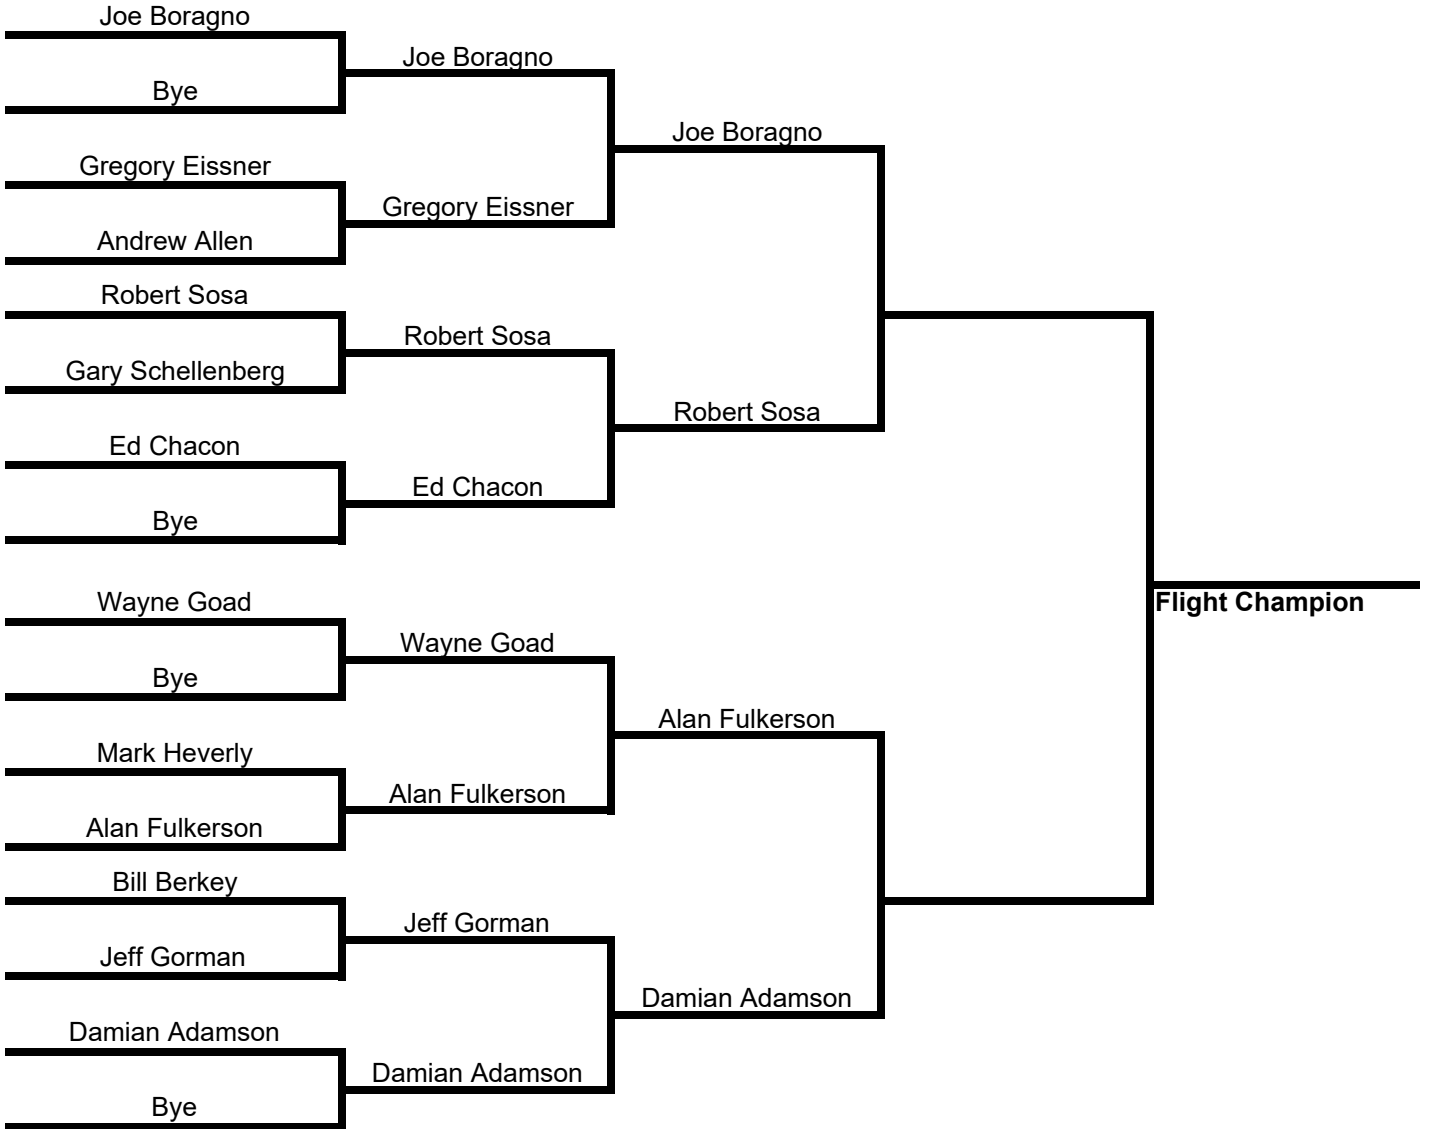 Joe Boragno
Bye
Gregory Eissner
Andrew Allen
Robert Sosa
Gary Schellenberg
Ed Chacon
Bye
Wayne Goad
Bye
Mark Heverly
Alan Fulkerson
Bill Berkey
Jeff Gorman
Damian Adamson
Bye
Joe Boragno
Gregory Eissner
Robert Sosa
Ed Chacon
Wayne Goad
Alan Fulkerson
Jeff Gorman
Damian Adamson
Joe Boragno
Robert Sosa
Alan Fulkerson
Damian Adamson
Flight Champion